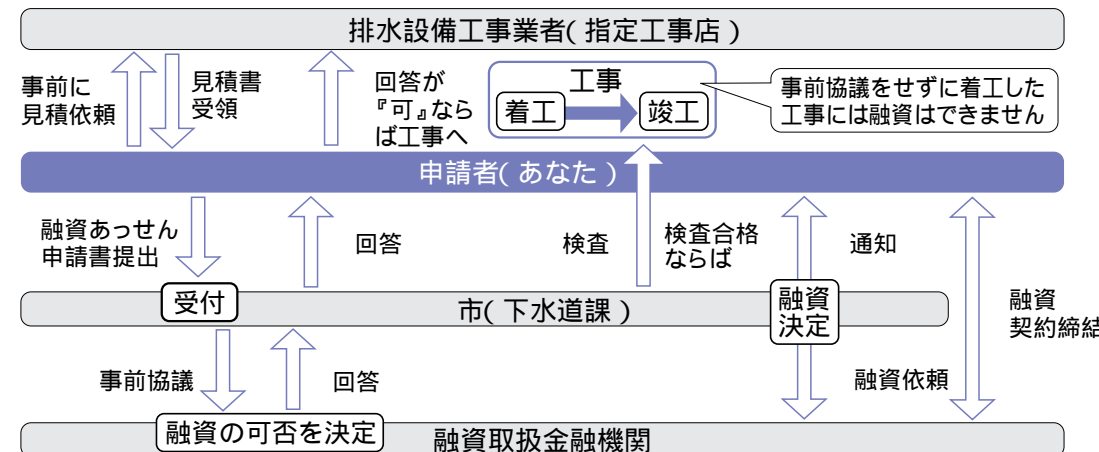 排水設備工事業者(指定工事店)
事前に
見積依頼
見積書
受領
回答が
『可』なら
ば工事へ
工事
着工
竣工
事前協議をせずに着工した
工事には融資はできません
申請者(あなた)
融資あっせん
申請書提出
回答
検査
検査合格
ならば
通知
受付
市(下水道課)
融資
決定
融資
契約締結
事前協議
回答
融資依頼
融資の可否を決定
融資取扱金融機関